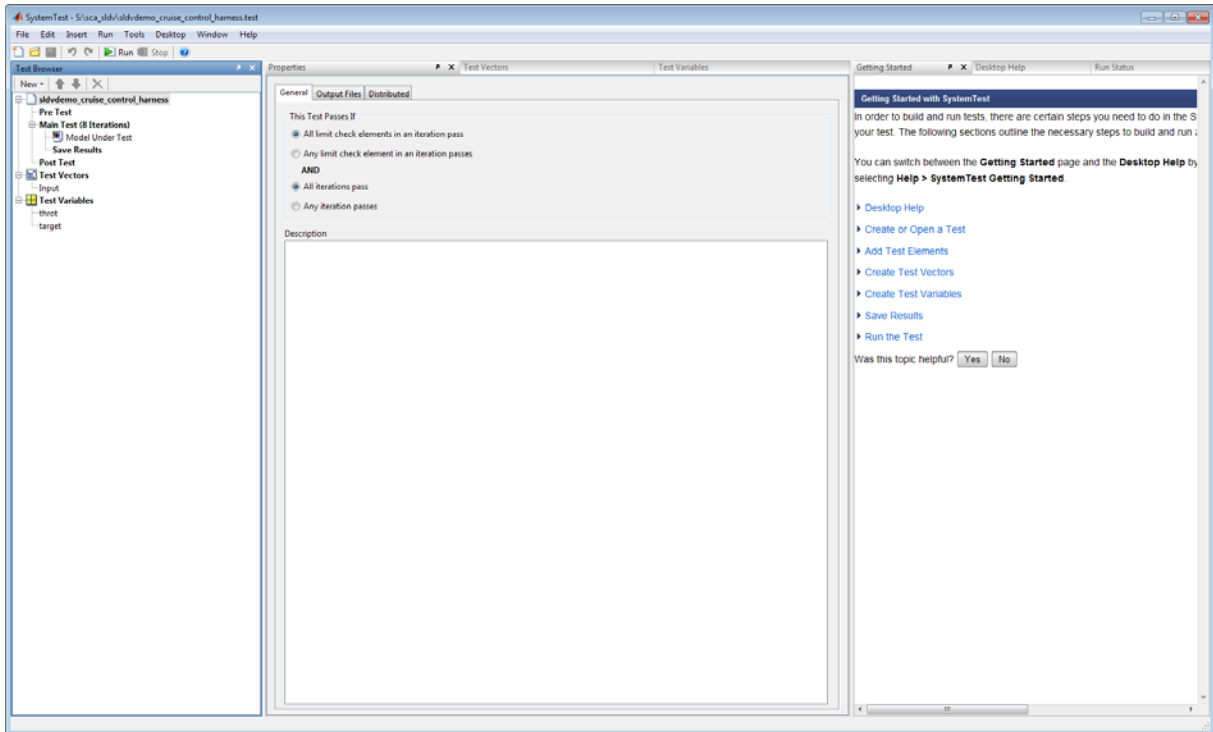 SystemTest - S:\sca_sldv\sldvdemo_cruise_control_harness.test
File Edit Insert Run Tools Desktop Window Help
Run Stop
Test Browser
New
sldvdemo_cruise_control_harness
Pre Test
Main Test (8 Iterations)
Model Under Test
Save Results
Post Test
Test Vectors
Input
Test Variables
throt
target
Properties
Test Vectors
Test Variables
General Output Files Distributed
This Test Passes If
All limit check elements in an iteration pass
Any limit check element in an iteration passes
AND
All iterations pass
Any iteration passes
Description
Getting Started
Desktop Help
Run Status
Getting Started with SystemTest
In order to build and run tests, there are certain steps you need to do in the S
your test. The following sections outline the necessary steps to build and run
You can switch between the Getting Started page and the Desktop Help by
selecting Help > SystemTest Getting Started.
Desktop Help
Create or Open a Test
Add Test Elements
Create Test Vectors
Create Test Variables
Save Results
Run the Test
Was this topic helpful? Yes No